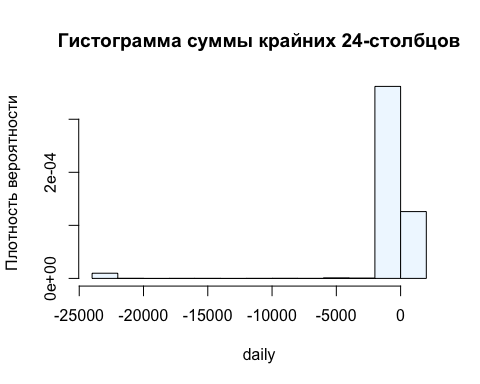 Гистограмма суммы крайних 24-столбцов
Плотность вероятности
2e-04
0e+00
-25000 -20000 -15000 -10000 -5000 0
daily